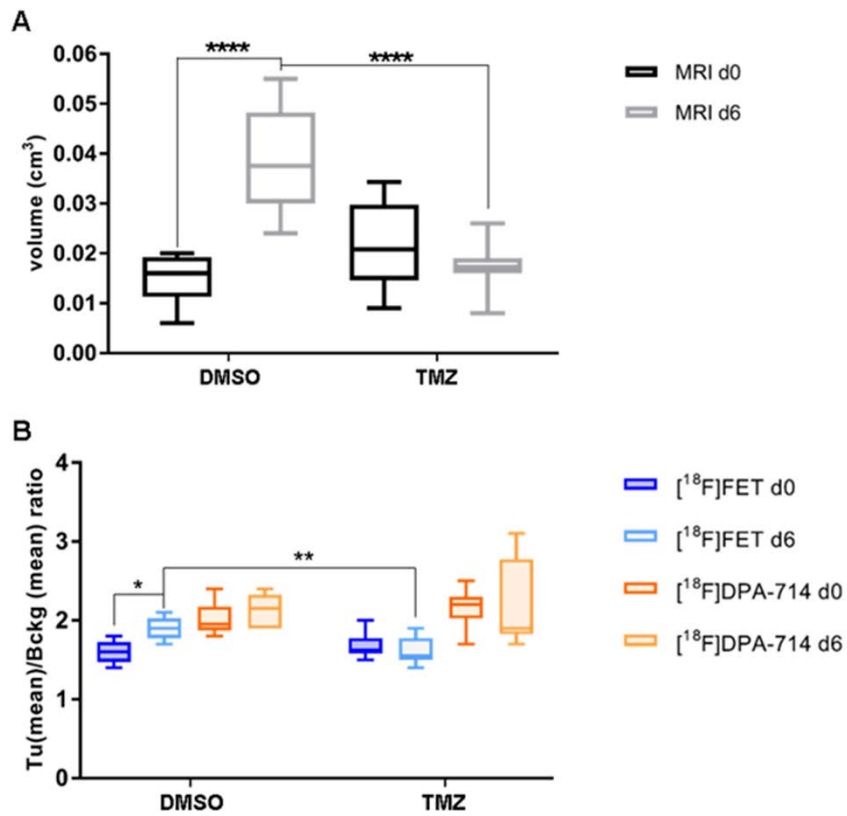 A
0.06
0.05
0.04
0.03
0.02
0.01
0.00
volume (cm³)
****
****
DMSO
TMZ
MRI d0
MRI d6
B
4
3
2
1
0
Tu(mean)/Bckg (mean) ratio
*
**
DMSO
TMZ
[¹⁸F]FET d0
[¹⁸F]FET d6
[¹⁸F]DPA-714 d0
[¹⁸F]DPA-714 d6